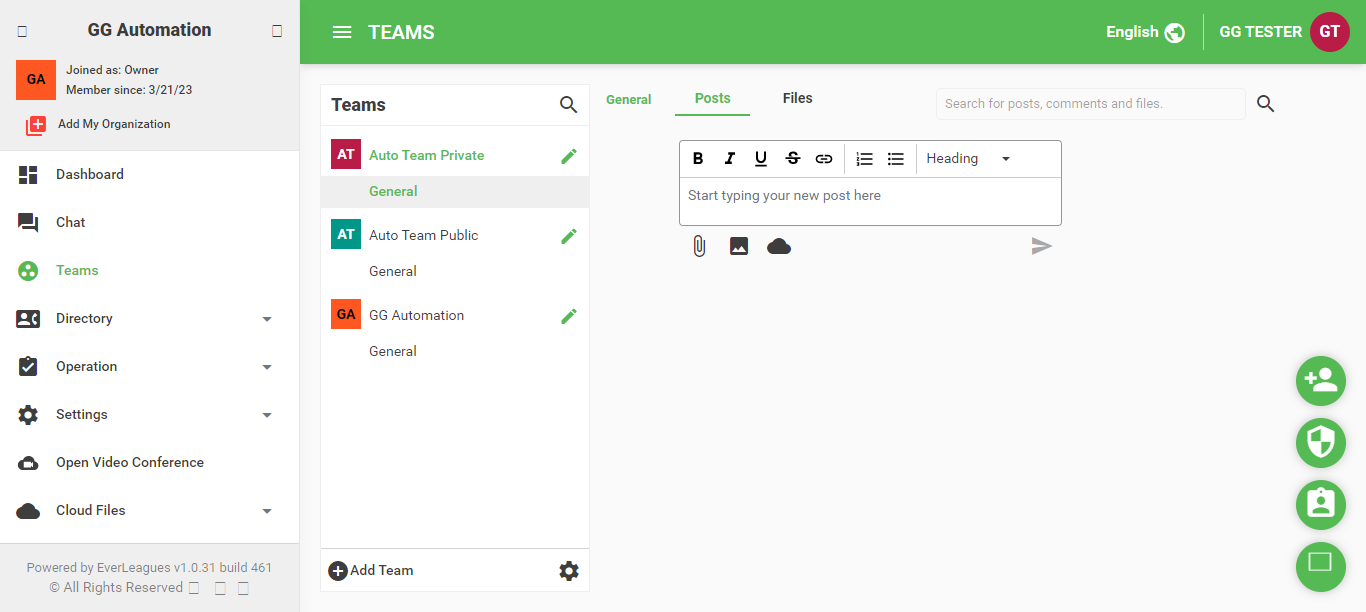 GG Automation
GA
Joined as: Owner
Member since: 3/21/23
Add My Organization
Dashboard
Chat
Teams
Directory
Operation
Settings
Open Video Conference
Cloud Files
Powered by EverLeagues v1.0.31 build 461
© All Rights Reserved
TEAMS
English
GG TESTER
GT
Teams
AT Auto Team Private
General
AT Auto Team Public
General
GA GG Automation
General
Add Team
General
Posts
Files
Search for posts, comments and files.
B I U S Heading
Start typing your new post here